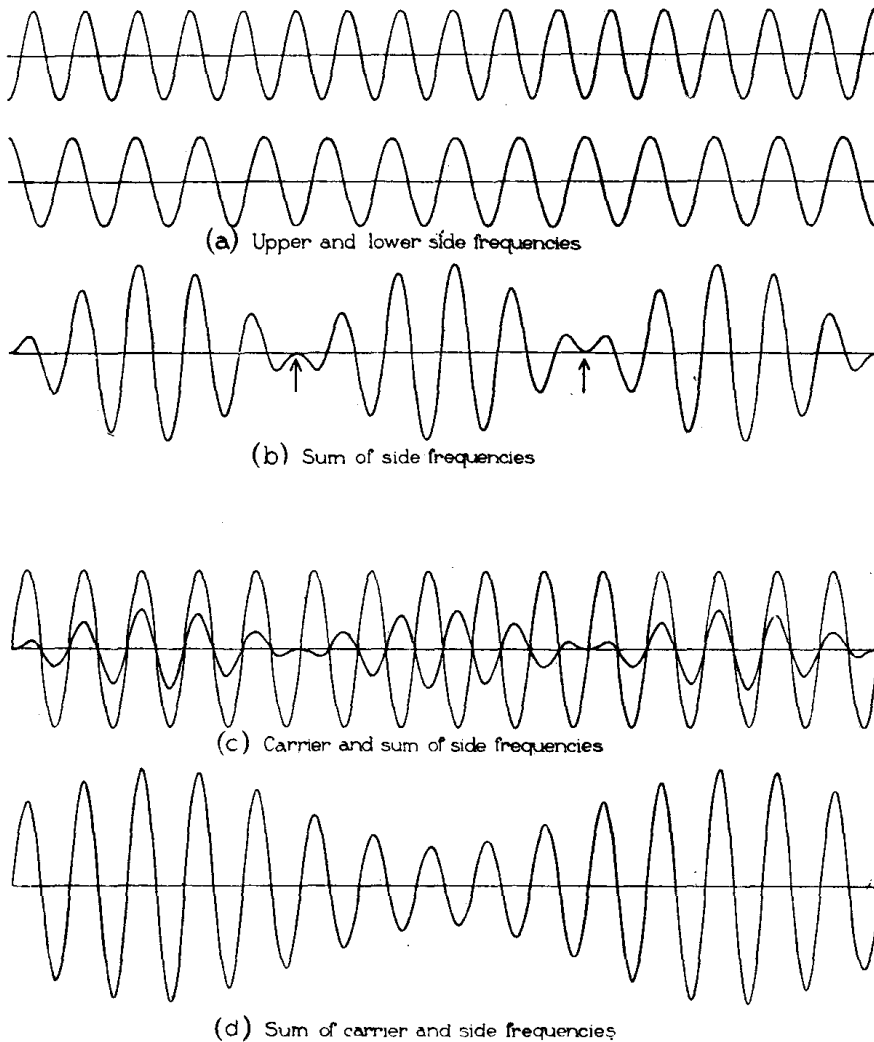 (a) Upper and lower side frequencies
(b) Sum of side frequencies
(c) Carrier and sum of side frequencies
(d) Sum of carrier and side frequencies